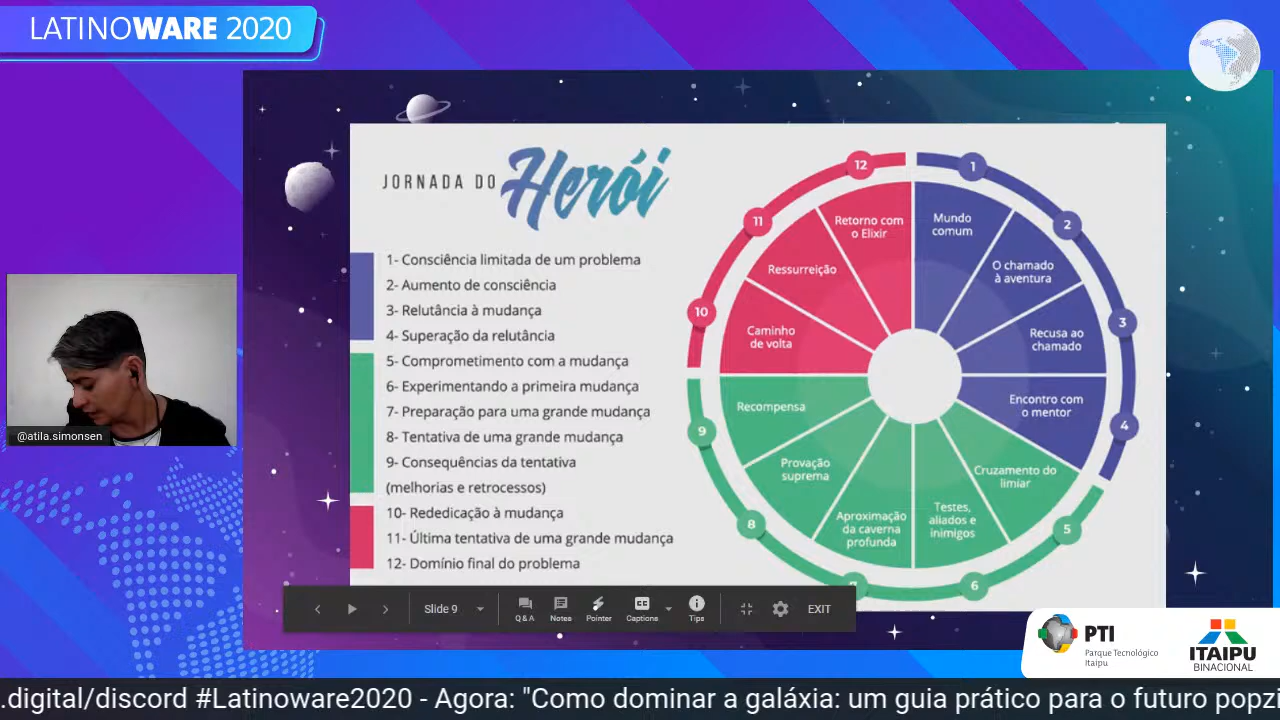 LATINOWARE 2020
JORNADA DO Herói
1- Consciência limitada de um problema
2- Aumento de consciência
3- Relutância à mudança
4- Superação da relutância
5- Comprometimento com a mudança
6- Experimentando a primeira mudança
7- Preparação para uma grande mudança
8- Tentativa de uma grande mudança
9- Consequências da tentativa
(melhorias e retrocessos)
10- Rededicação à mudança
11- Última tentativa de uma grande mudança
12- Domínio final do problema
1
Mundo
comum
2
O chamado
à aventura
3
Recusa ao
chamado
4
Encontro com
o mentor
5
Cruzamento do
limiar
6
Testes,
aliados e
inimigos
Aproximação
da caverna
profunda
8
Provação
suprema
9
Recompensa
10
Caminho
de volta
11
Ressurreição
12
Retorno com
o Elixir
@atila.simonsen
Slide 9
Q & A
Notes
Pointer
Captions
Tips
EXIT
PTI
Parque Tecnológico
Itaipu
ITAIPU
BINACIONAL
.digital/discord #Latinoware2020 - Agora: "Como dominar a galáxia: um guia prático para o futuro popzi